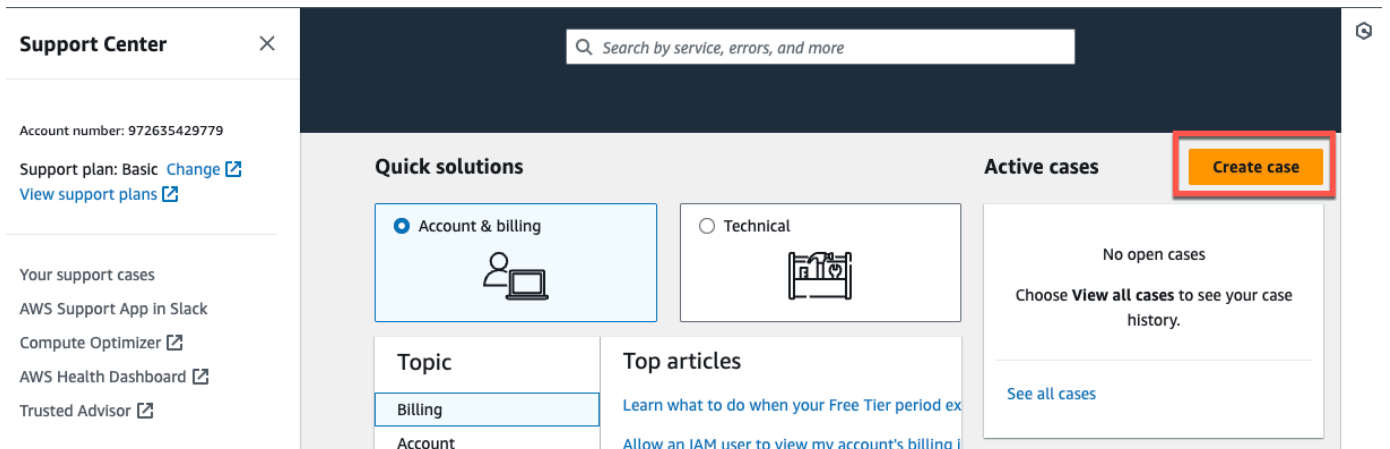 Support Center
Account number: 972635429779
Support plan: Basic Change
View support plans
Your support cases
AWS Support App in Slack
Compute Optimizer
AWS Health Dashboard
Trusted Advisor
Search by service, errors, and more
Quick solutions
Account & billing
Technical
Topic
Billing
Account
Top articles
Learn what to do when your Free Tier period ex
Allow an IAM user to view my account's billing i
Active cases
Create case
No open cases
Choose View all cases to see your case
history.
See all cases